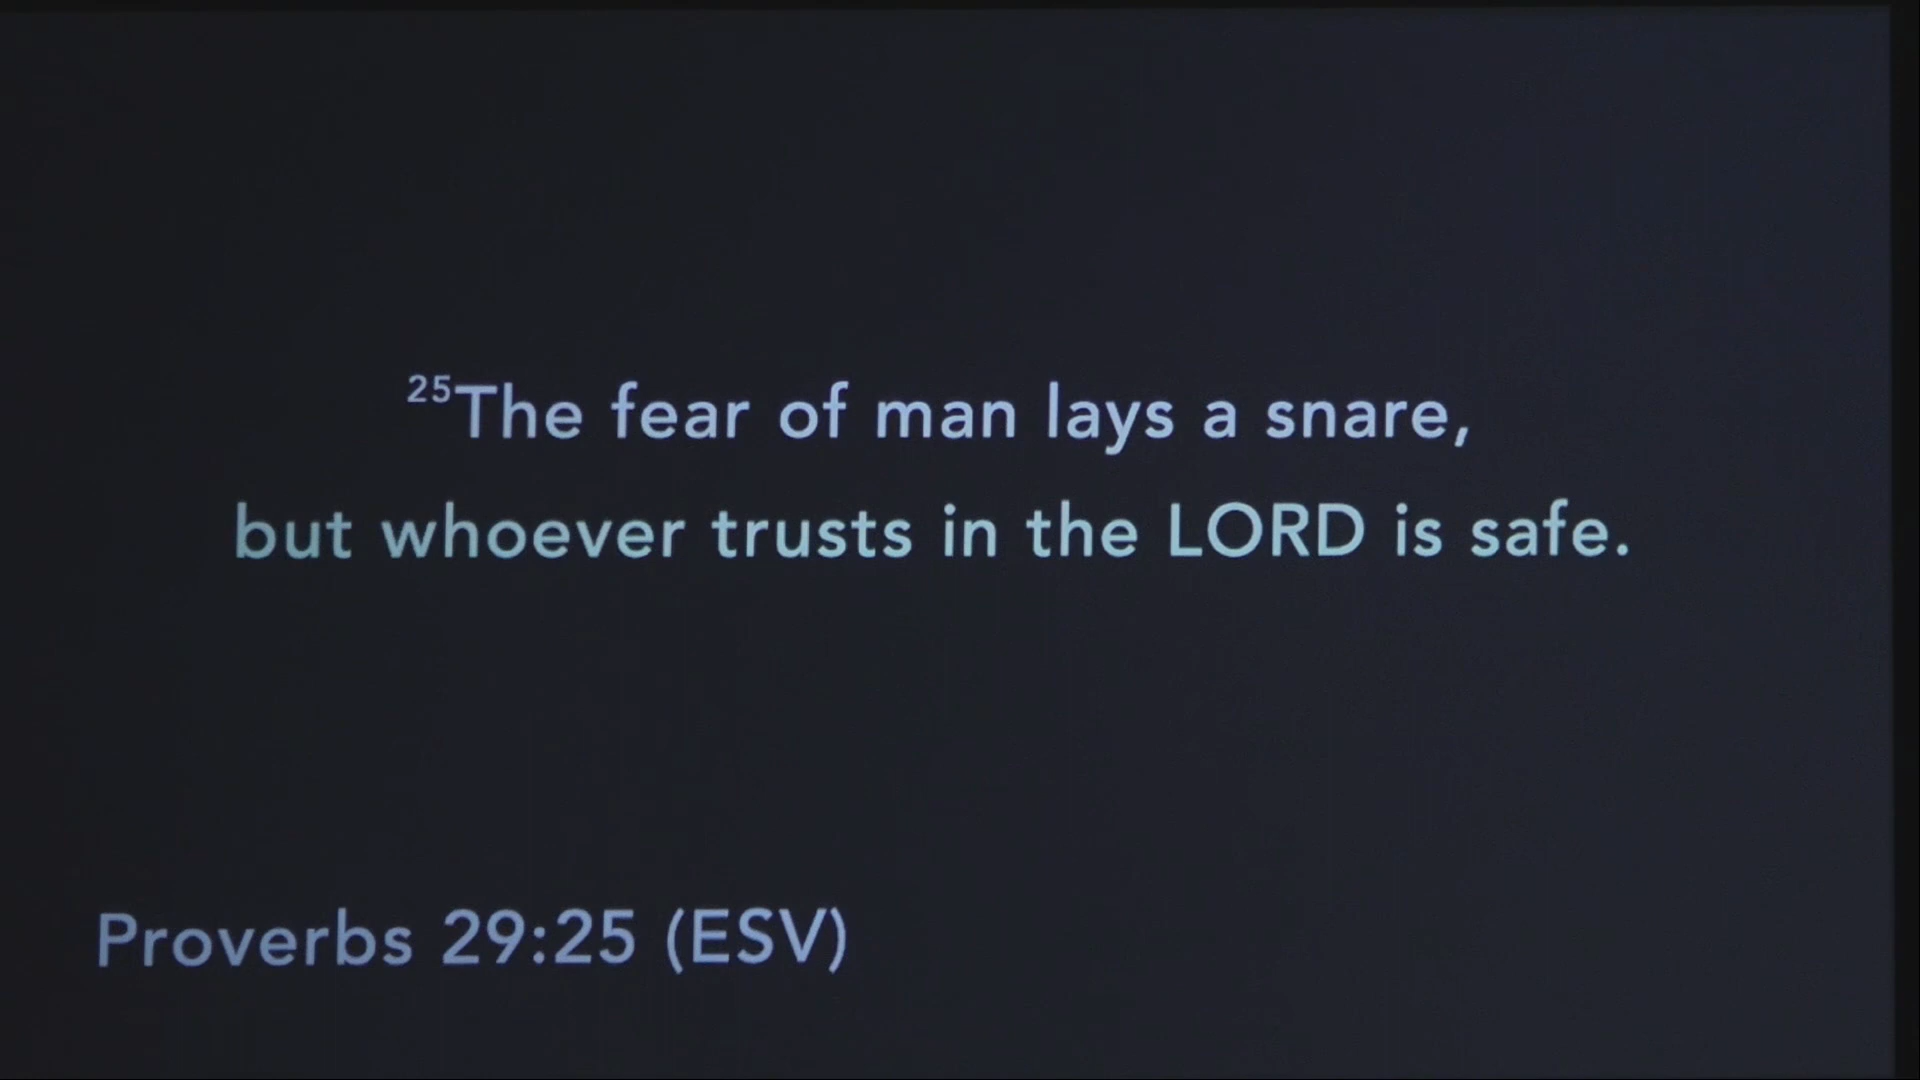 25The fear of man lays a snare,
but whoever trusts in the LORD is safe.
Proverbs 29:25 (ESV)